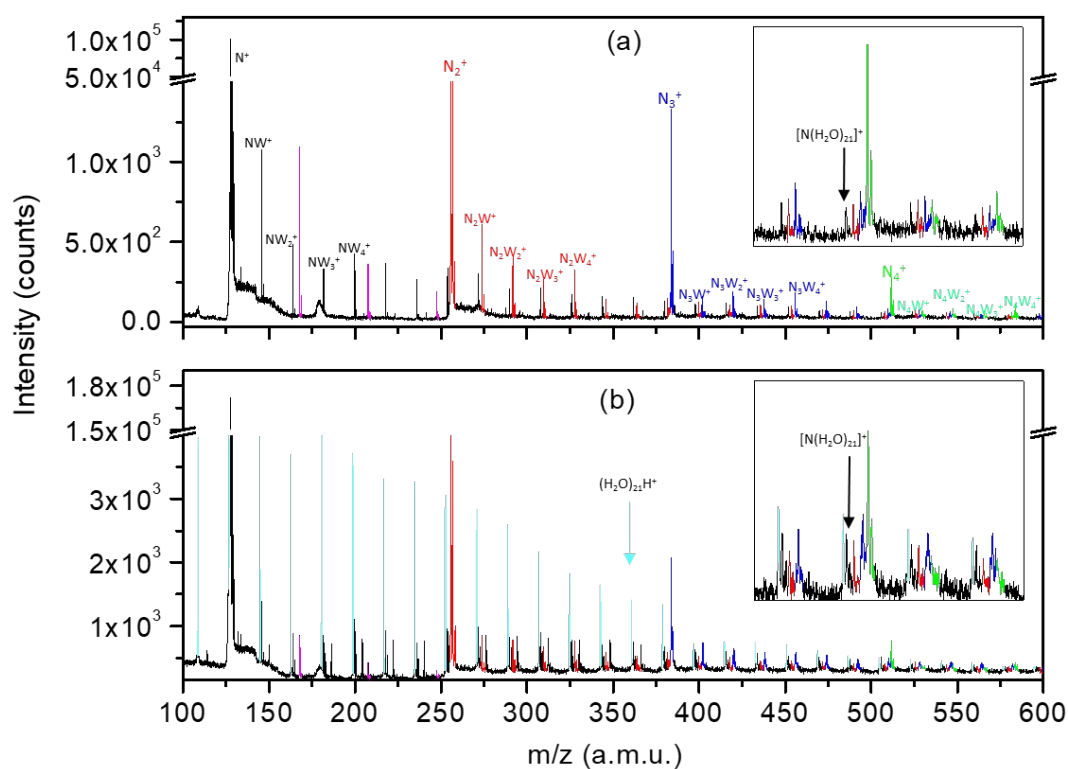 Intensity (counts)
(a)
1.0x10⁵
5.0x10⁴
1.0x10³
5.0x10²
0.0
N⁺
NW⁺
NW₂⁺
NW₃⁺
NW₄⁺
N₂⁺
N₂W⁺
N₂W₂⁺
N₂W₃⁺
N₂W₄⁺
N₃⁺
N₃W⁺
N₃W₂⁺
N₃W₃⁺
N₃W₄⁺
N₄⁺
N₄W⁺
N₄W₂⁺
N₄W₃⁺
N₄W₄⁺
[N(H₂O)₂₁]⁺
(b)
1.8x10⁵
1.5x10⁵
3x10³
2x10³
1x10³
(H₂O)₂₁H⁺
[N(H₂O)₂₁]⁺
100 150 200 250 300 350 400 450 500 550 600
m/z (a.m.u.)